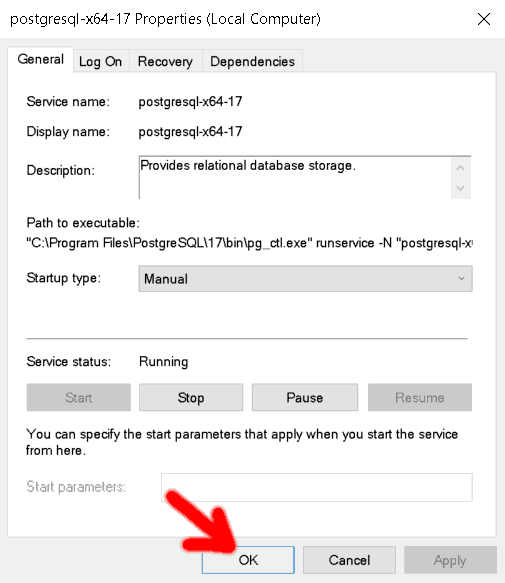 postgresql-x64-17 Properties (Local Computer)
General Log On Recovery Dependencies
Service name: postgresql-x64-17
Display name: postgresql-x64-17
Description: Provides relational database storage.
Path to executable:
"C:\Program Files\PostgreSQL\17\bin\pg_ctl.exe" runservice -N "postgresql-x
Startup type: Manual
Service status: Running
Start Stop Pause Resume
You can specify the start parameters that apply when you start the service
from here.
Start parameters:
OK Cancel Apply